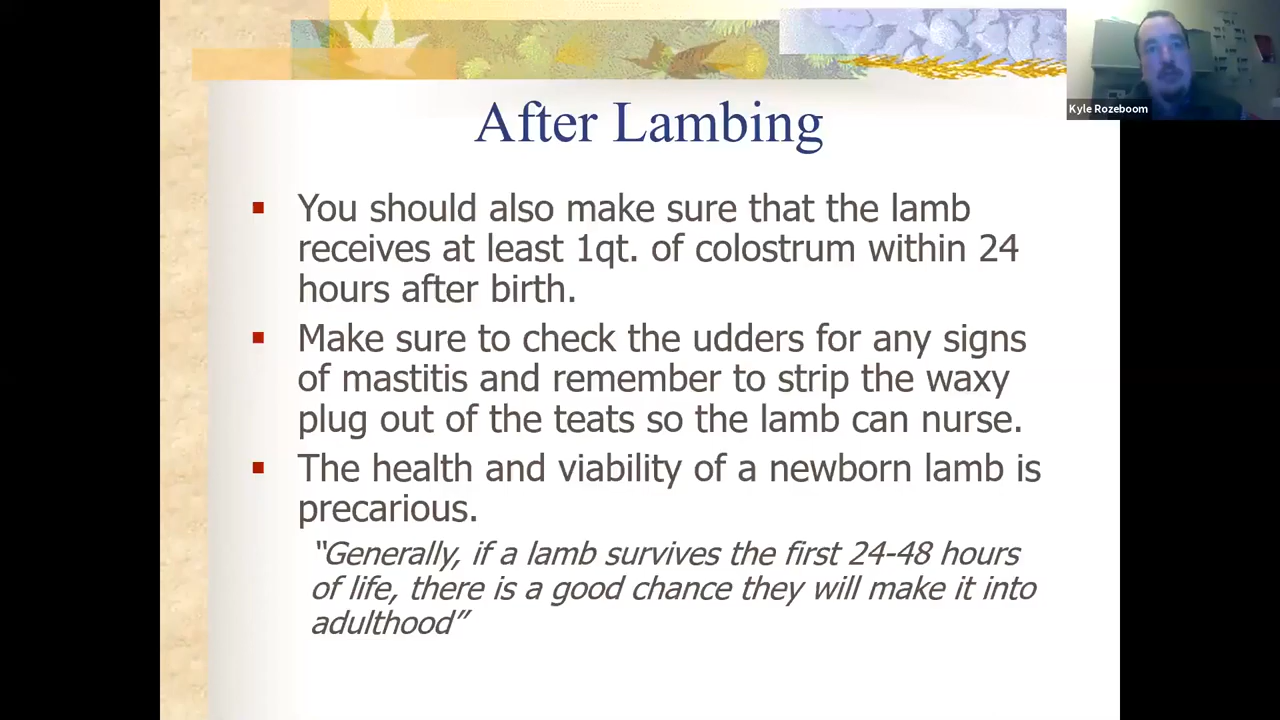 Kyle Rozeboom
After Lambing
You should also make sure that the lamb
receives at least 1qt. of colostrum within 24
hours after birth.
Make sure to check the udders for any signs
of mastitis and remember to strip the waxy
plug out of the teats so the lamb can nurse.
The health and viability of a newborn lamb is
precarious.
“Generally, if a lamb survives the first 24-48 hours
of life, there is a good chance they will make it into
adulthood”